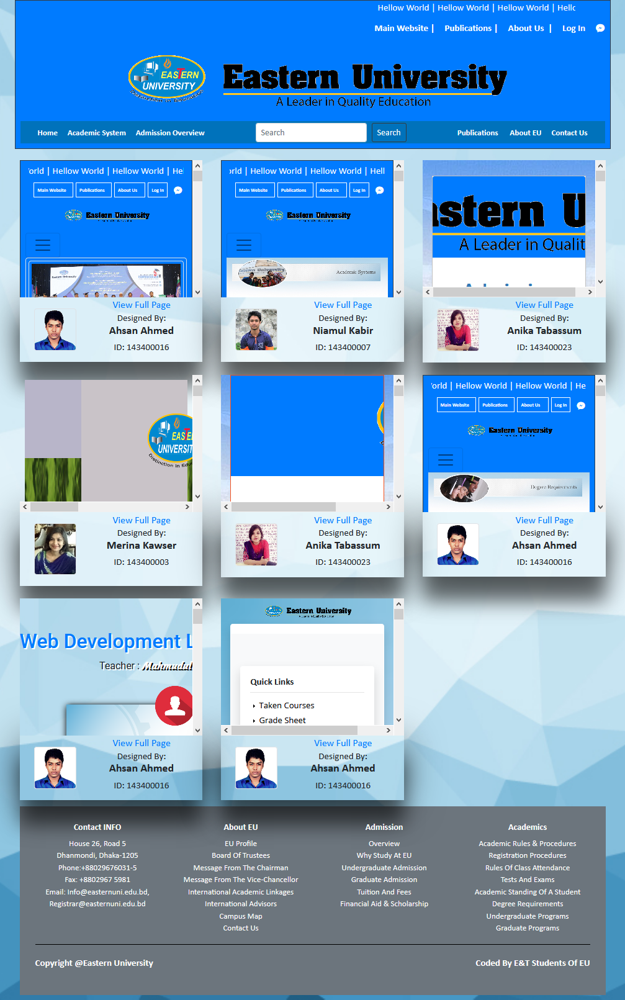 Hellow World | Hellow World | Hellow World | Hellc
Main Website | Publications | About Us | Log In
EASTERN
UNIVERSITY
Eastern University
A Leader in Quality Education
Home Academic System Admission Overview Search Search Publications About EU Contact Us
orld | Hellow World | Hellow World | Hel
Main Website Publications About Us Log In
Eastern University
View Full Page
Designed By:
Ahsan Ahmed
ID: 143400016
orld | Hellow World | Hellow World | Hell
Main Website Publications About Us Log In
Eastern University
Academic Systems
View Full Page
Designed By:
Niamul Kabir
ID: 143400007
astern U
A Leader in Qualit
View Full Page
Designed By:
Anika Tabassum
ID: 143400023
EASTE
UNIVERSIT
Distinction in Educ
View Full Page
Designed By:
Merina Kawser
ID: 143400003
View Full Page
Designed By:
Anika Tabassum
ID: 143400023
orld | Hellow World | Hellow World | He
Main Website Publications About Us Log In
Eastern University
Degree Requirements
View Full Page
Designed By:
Ahsan Ahmed
ID: 143400016
Web Development L
Teacher : Mahmudul
View Full Page
Designed By:
Ahsan Ahmed
ID: 143400016
Eastern University
A Leader in Quality Education
Quick Links
Taken Courses
Grade Sheet
View Full Page
Designed By:
Ahsan Ahmed
ID: 143400016
Contact INFO
House 26, Road 5
Dhanmondi, Dhaka-1205
Phone:+88029676031-5
Fax: +8802967 5981
Email: Info@easternuni.edu.bd,
Registrar@easternuni.edu.bd
About EU
EU Profile
Board Of Trustees
Message From The Chairman
Message From The Vice-Chancellor
International Academic Linkages
International Advisors
Campus Map
Contact Us
Admission
Overview
Why Study At EU
Undergraduate Admission
Graduate Admission
Tuition And Fees
Financial Aid & Scholarship
Academics
Academic Rules & Procedures
Registration Procedures
Rules Of Class Attendance
Tests And Exams
Academic Standing Of A Student
Degree Requirements
Undergraduate Programs
Graduate Programs
Copyright @Eastern University
Coded By E&T Students Of EU